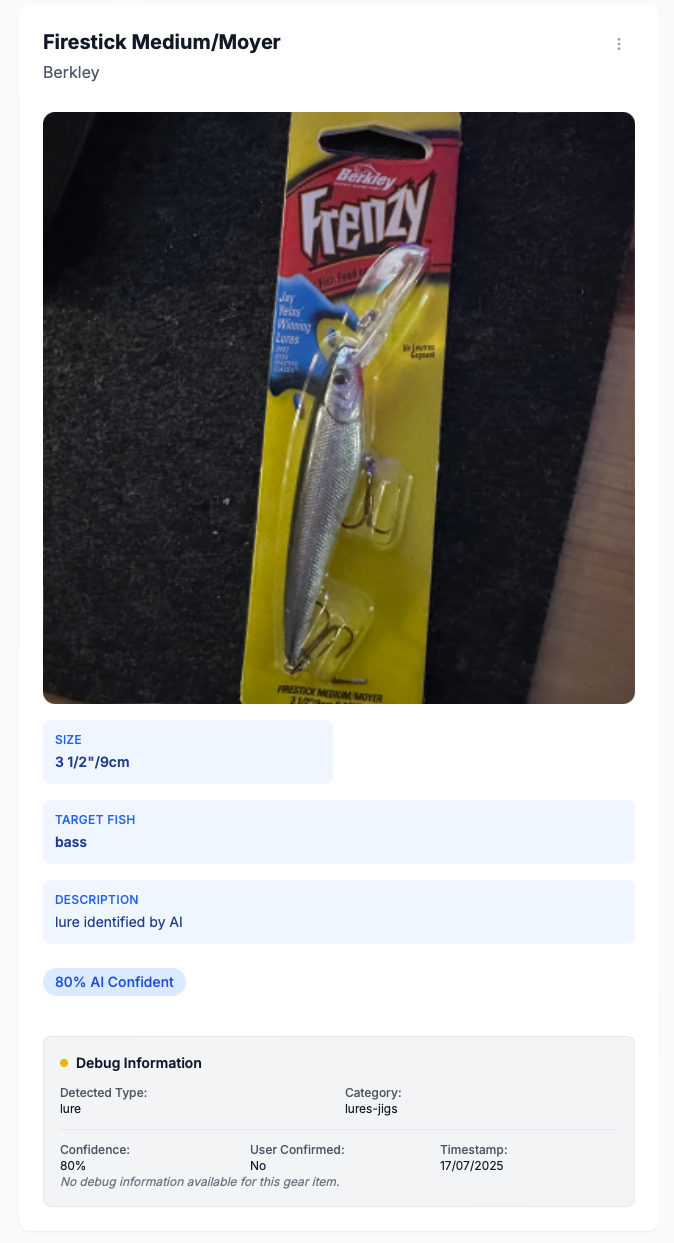 Firestick Medium/Moyer
Berkley
Berkley
Frenzy
Fish Food
Jay
Yelas'
Winning
Lures
FIRESTICK MEDIUM/MOYER
3 1/2"/9cm
SIZE
3 1/2"/9cm
TARGET FISH
bass
DESCRIPTION
lure identified by AI
80% AI Confident
Debug Information
Detected Type:
Category:
lure
lures-jigs
Confidence:
User Confirmed:
Timestamp:
80%
No
17/07/2025
No debug information available for this gear item.